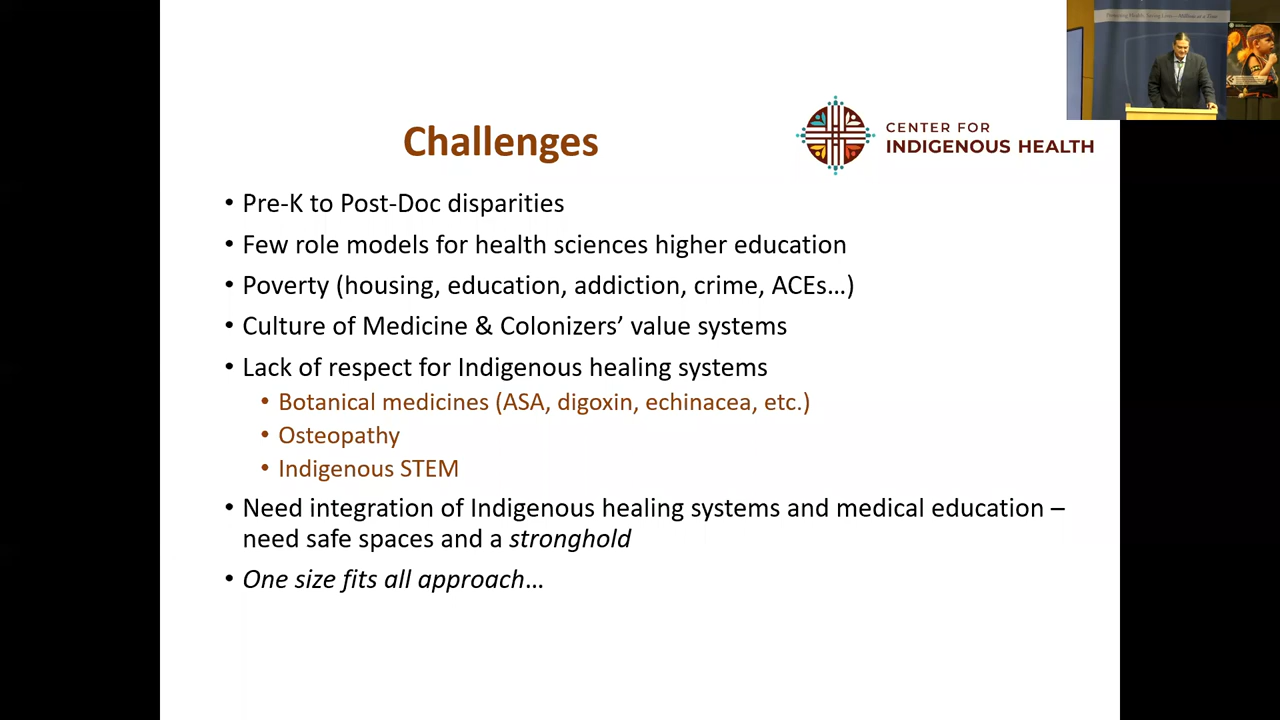 Challenges
CENTER FOR
INDIGENOUS HEALTH
• Pre-K to Post-Doc disparities
• Few role models for health sciences higher education
• Poverty (housing, education, addiction, crime, ACEs…)
• Culture of Medicine & Colonizers’ value systems
• Lack of respect for Indigenous healing systems
• Botanical medicines (ASA, digoxin, echinacea, etc.)
• Osteopathy
• Indigenous STEM
• Need integration of Indigenous healing systems and medical education –
need safe spaces and a stronghold
• One size fits all approach…